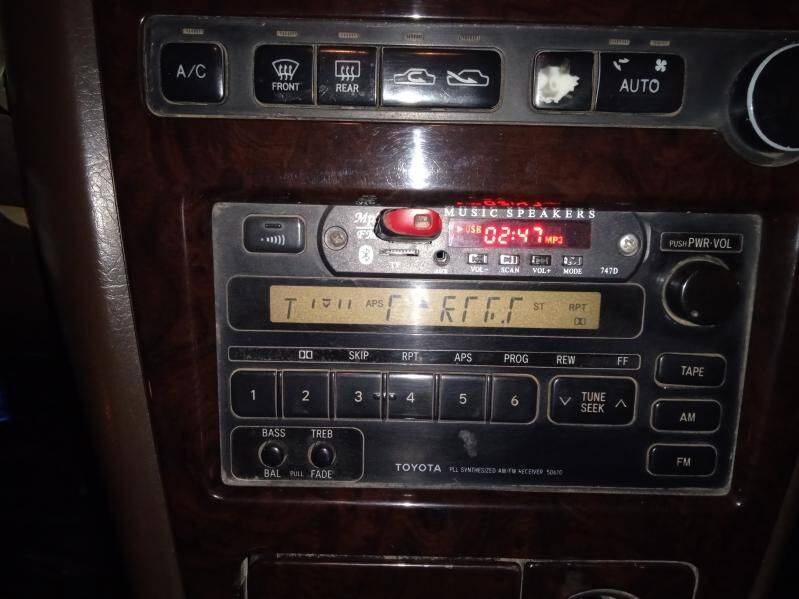 A/C FRONT REAR AUTO
MUSIC SPEAKERS
USB 02:47 MP3
VOL- SCAN VOL+ MODE 747D
PUSH PWR·VOL
APS ST RPT
SKIP RPT APS PROG REW FF
1 2 3 4 5 6 TUNE SEEK
TAPE
AM
FM
BASS TREB
BAL PULL FADE
TOYOTA PLL SYNTHESIZED AM/FM RECEIVER